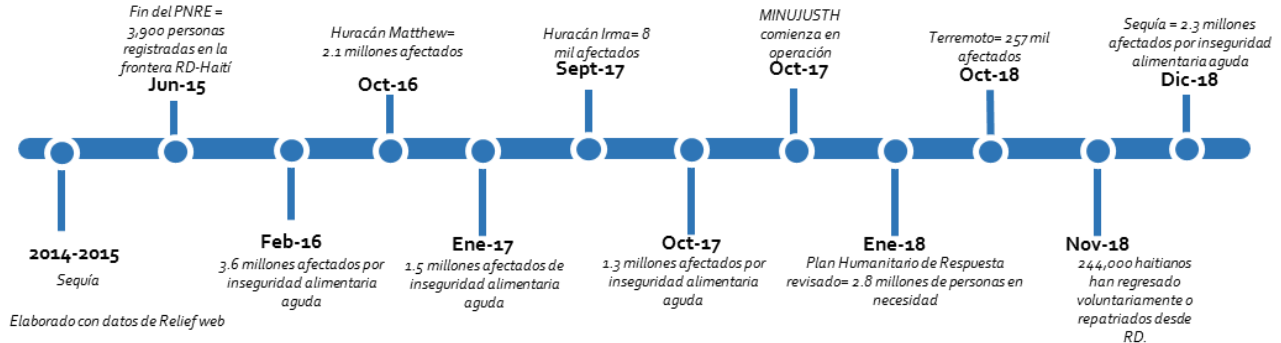 Fin del PNRE =
3,900 personas
registradas en la
frontera RD-Haití
Jun-15
Huracán Matthew=
2.1 millones afectados
Oct-16
Huracán Irma= 8
mil afectados
Sept-17
MINUJUSTH
comienza en
operación
Oct-17
Terremoto= 257 mil
afectados
Oct-18
Sequía = 2.3 millones
afectados por inseguridad
alimentaria aguda
Dic-18
2014-2015
Sequía
Feb-16
3.6 millones afectados por
inseguridad alimentaria
aguda
Ene-17
1.5 millones afectados de
inseguridad alimentaria
aguda
Oct-17
1.3 millones afectados por
inseguridad alimentaria
aguda
Ene-18
Plan Humanitario de Respuesta
revisado= 2.8 millones de personas en
necesidad
Nov-18
244,000 haitianos
han regresado
voluntariamente o
repatriados desde
RD.
Elaborado con datos de Relief web